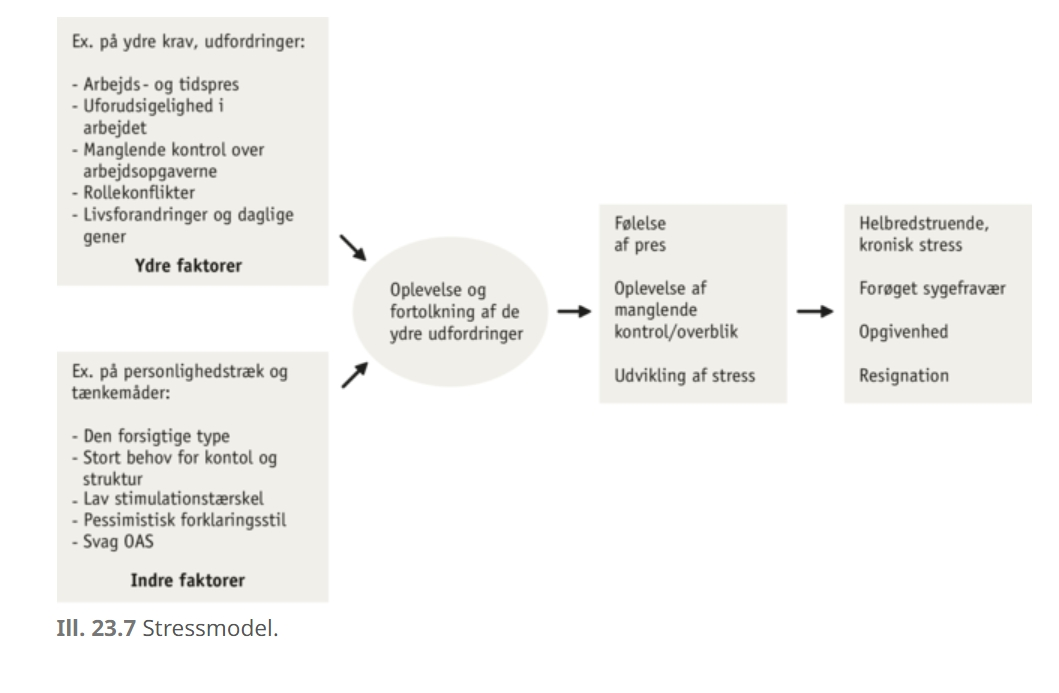 Ex. på ydre krav, udfordringer:
- Arbejds- og tidspres
- Uforudsigelighed i
arbejdet
- Manglende kontrol over
arbejdsopgaverne
- Rollekonflikter
- Livsforandringer og daglige
gener
Ydre faktorer
Ex. på personlighedstræk og
tænkemåder:
- Den forsigtige type
- Stort behov for kontol og
struktur
- Lav stimulationstærskel
- Pessimistisk forklaringsstil
- Svag OAS
Indre faktorer
Oplevelse og
fortolkning af de
ydre udfordringer
Følelse
af pres
Oplevelse af
manglende
kontrol/overblik
Udvikling af stress
Helbredstruende,
kronisk stress
Forøget sygefravær
Opgivenhed
Resignation
Ill. 23.7 Stressmodel.